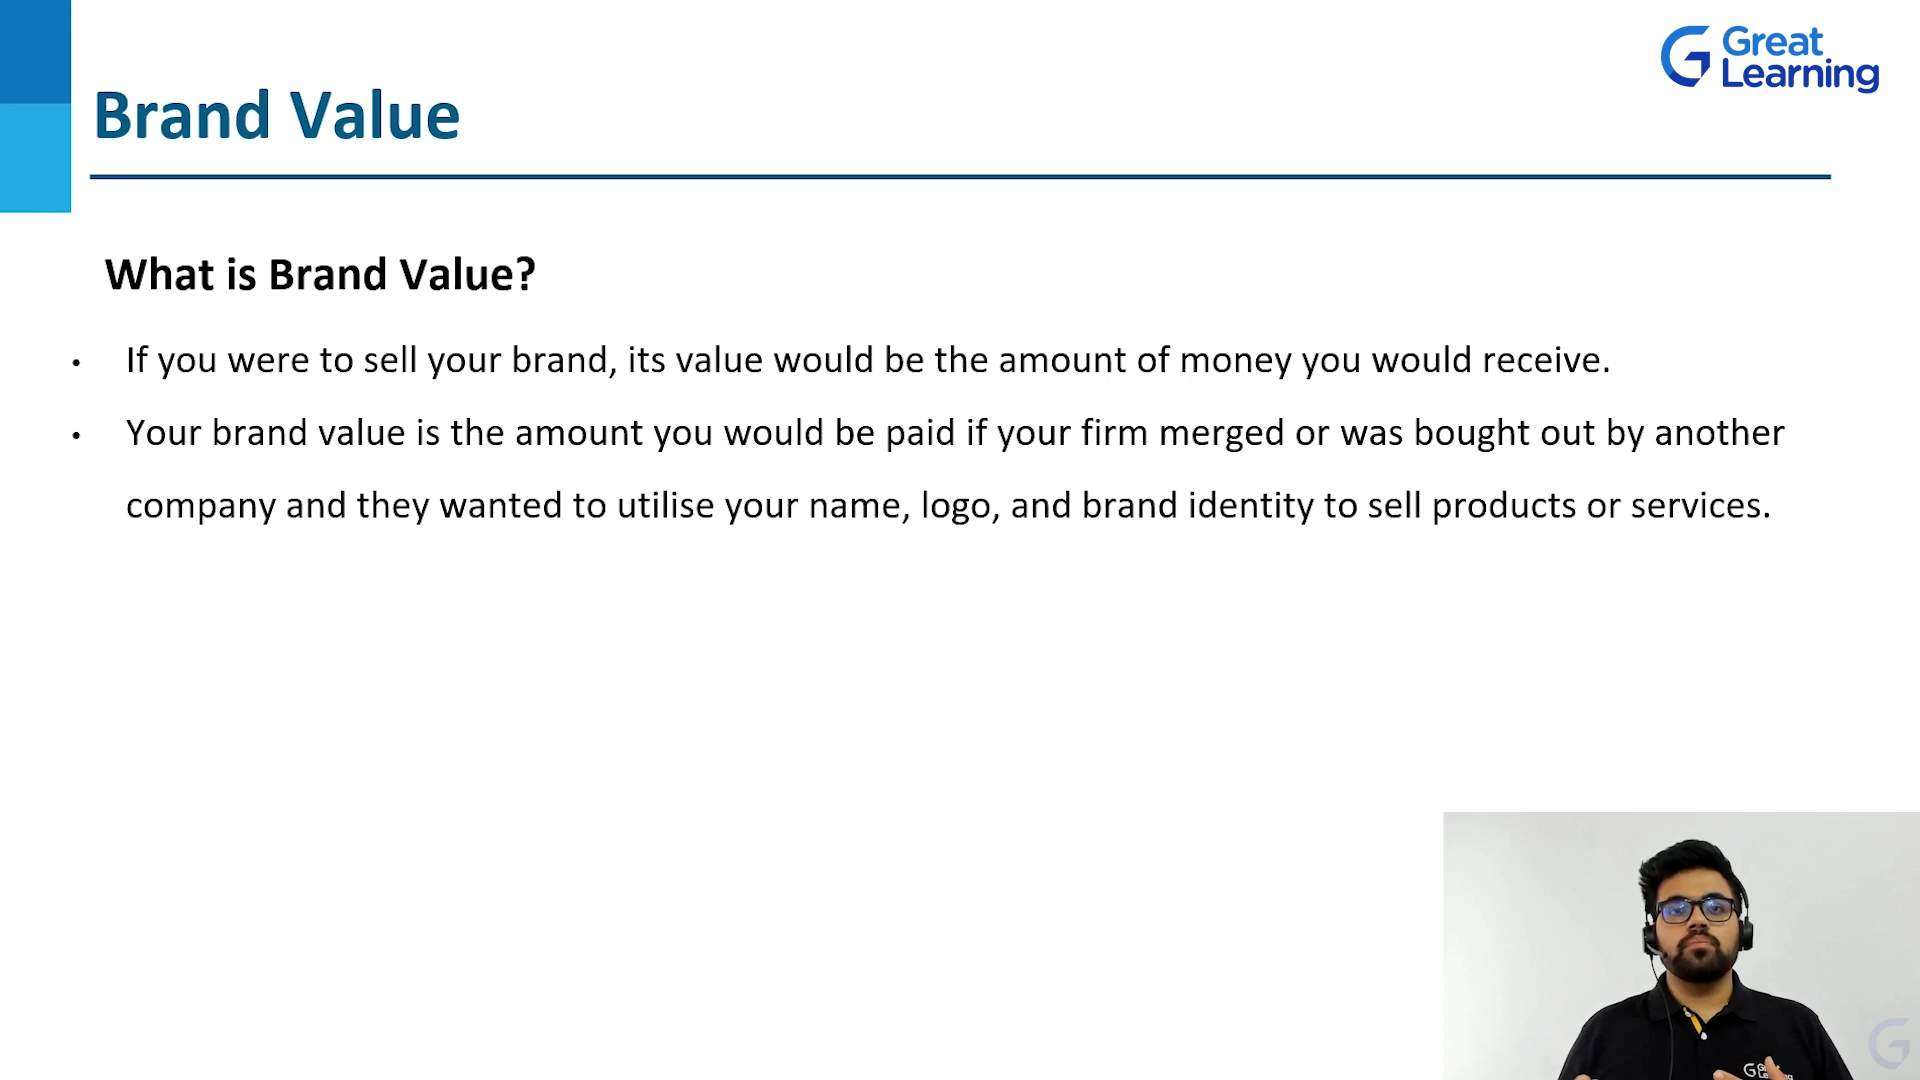 Great
Learning
Brand Value
What is Brand Value?
• If you were to sell your brand, its value would be the amount of money you would receive.
• Your brand value is the amount you would be paid if your firm merged or was bought out by another
company and they wanted to utilise your name, logo, and brand identity to sell products or services.